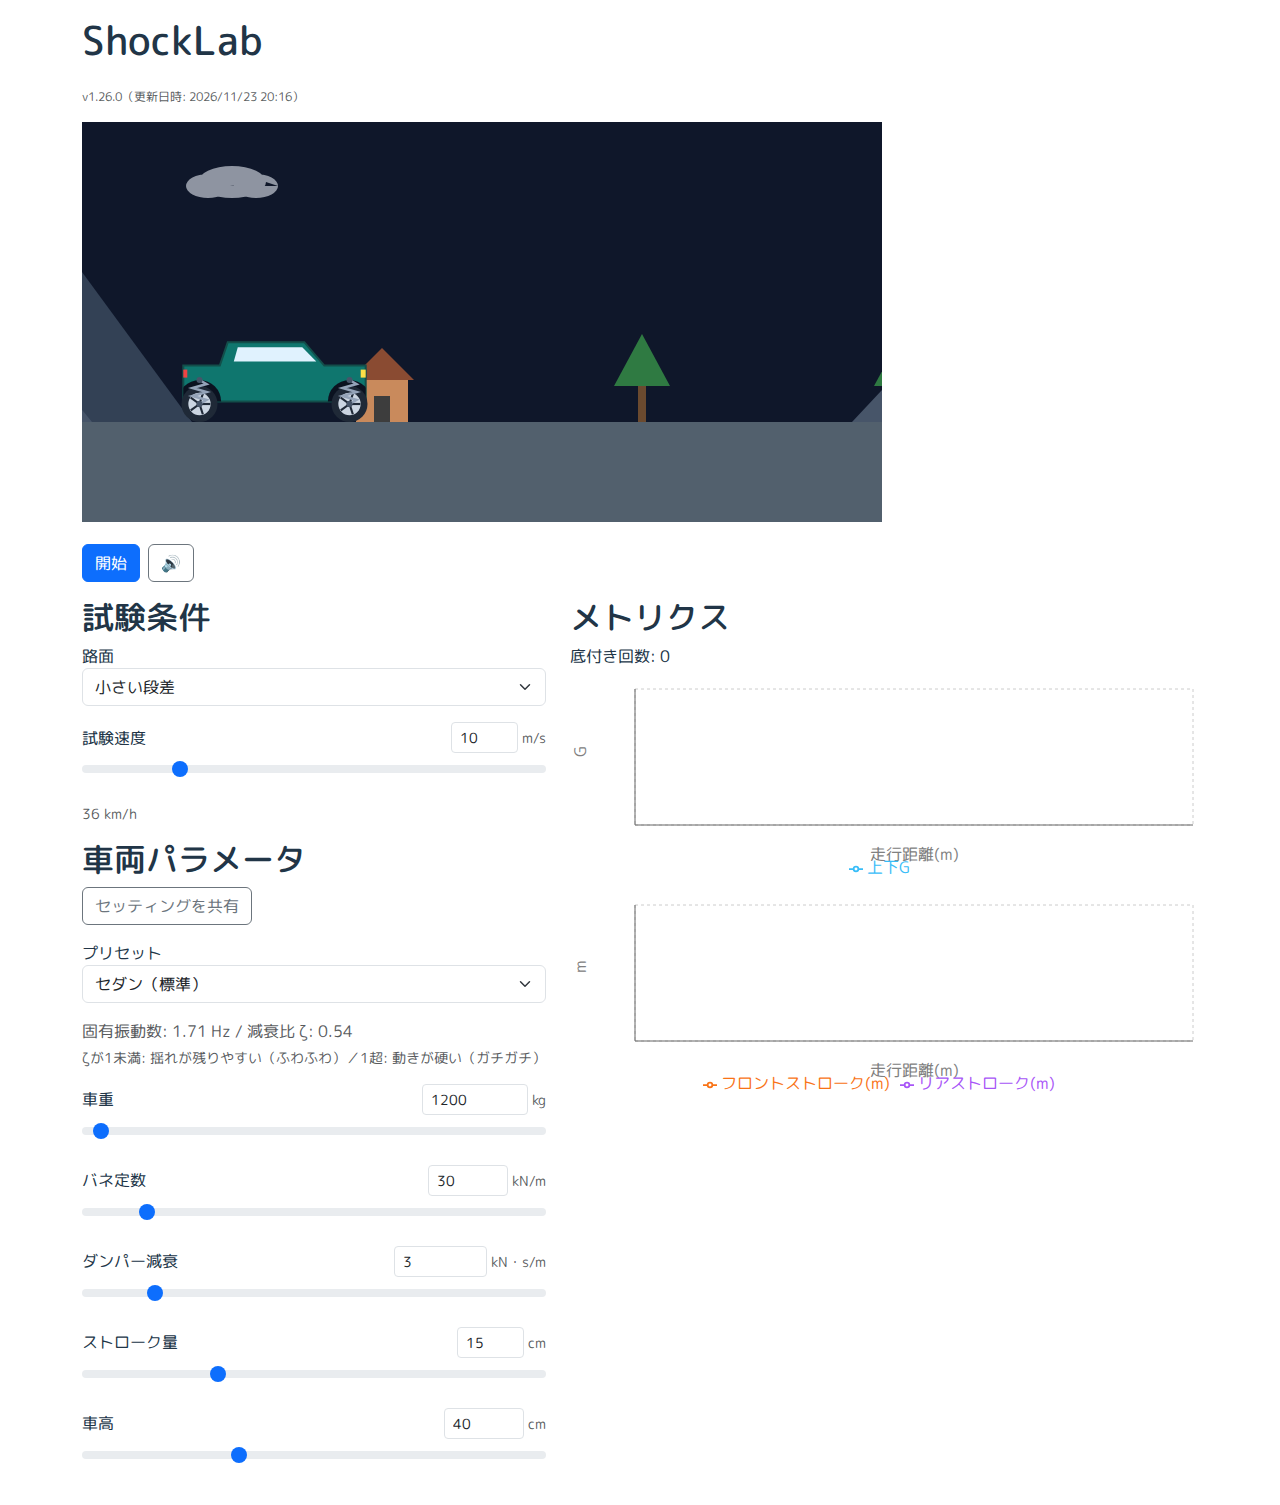 ShockLab
v1.26.0（更新日時: 2026/11/23 20:16）
開始
試験条件
路面
小さい段差
試験速度
10 m/s
36 km/h
車両パラメータ
セッティングを共有
プリセット
セダン（標準）
固有振動数: 1.71 Hz / 減衰比 ζ: 0.54
ζが1未満: 揺れが残りやすい（ふわふわ）／1超: 動きが硬い（ガチガチ）
車重
1200 kg
バネ定数
30 kN/m
ダンパー減衰
3 kN・s/m
ストローク量
15 cm
車高
40 cm
メトリクス
底付き回数: 0
G
走行距離(m)
上下G
m
走行距離(m)
フロントストローク(m) リアストローク(m)